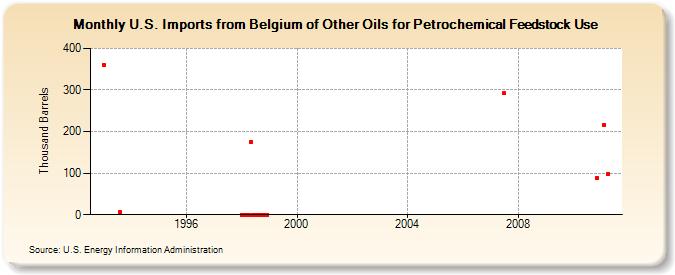 Monthly U.S. Imports from Belgium of Other Oils for Petrochemical Feedstock Use
Thousand Barrels
400
300
200
100
0
1996 2000 2004 2008
Source: U.S. Energy Information Administration